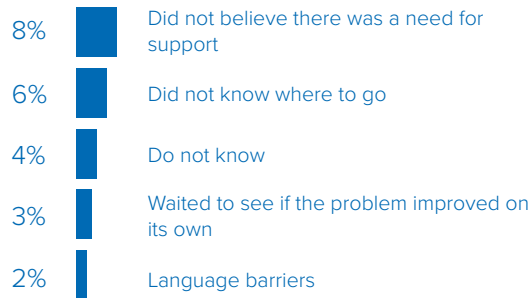 8%
Did not believe there was a need for
support
6%
Did not know where to go
4%
Do not know
3%
Waited to see if the problem improved on
its own
2%
Language barriers